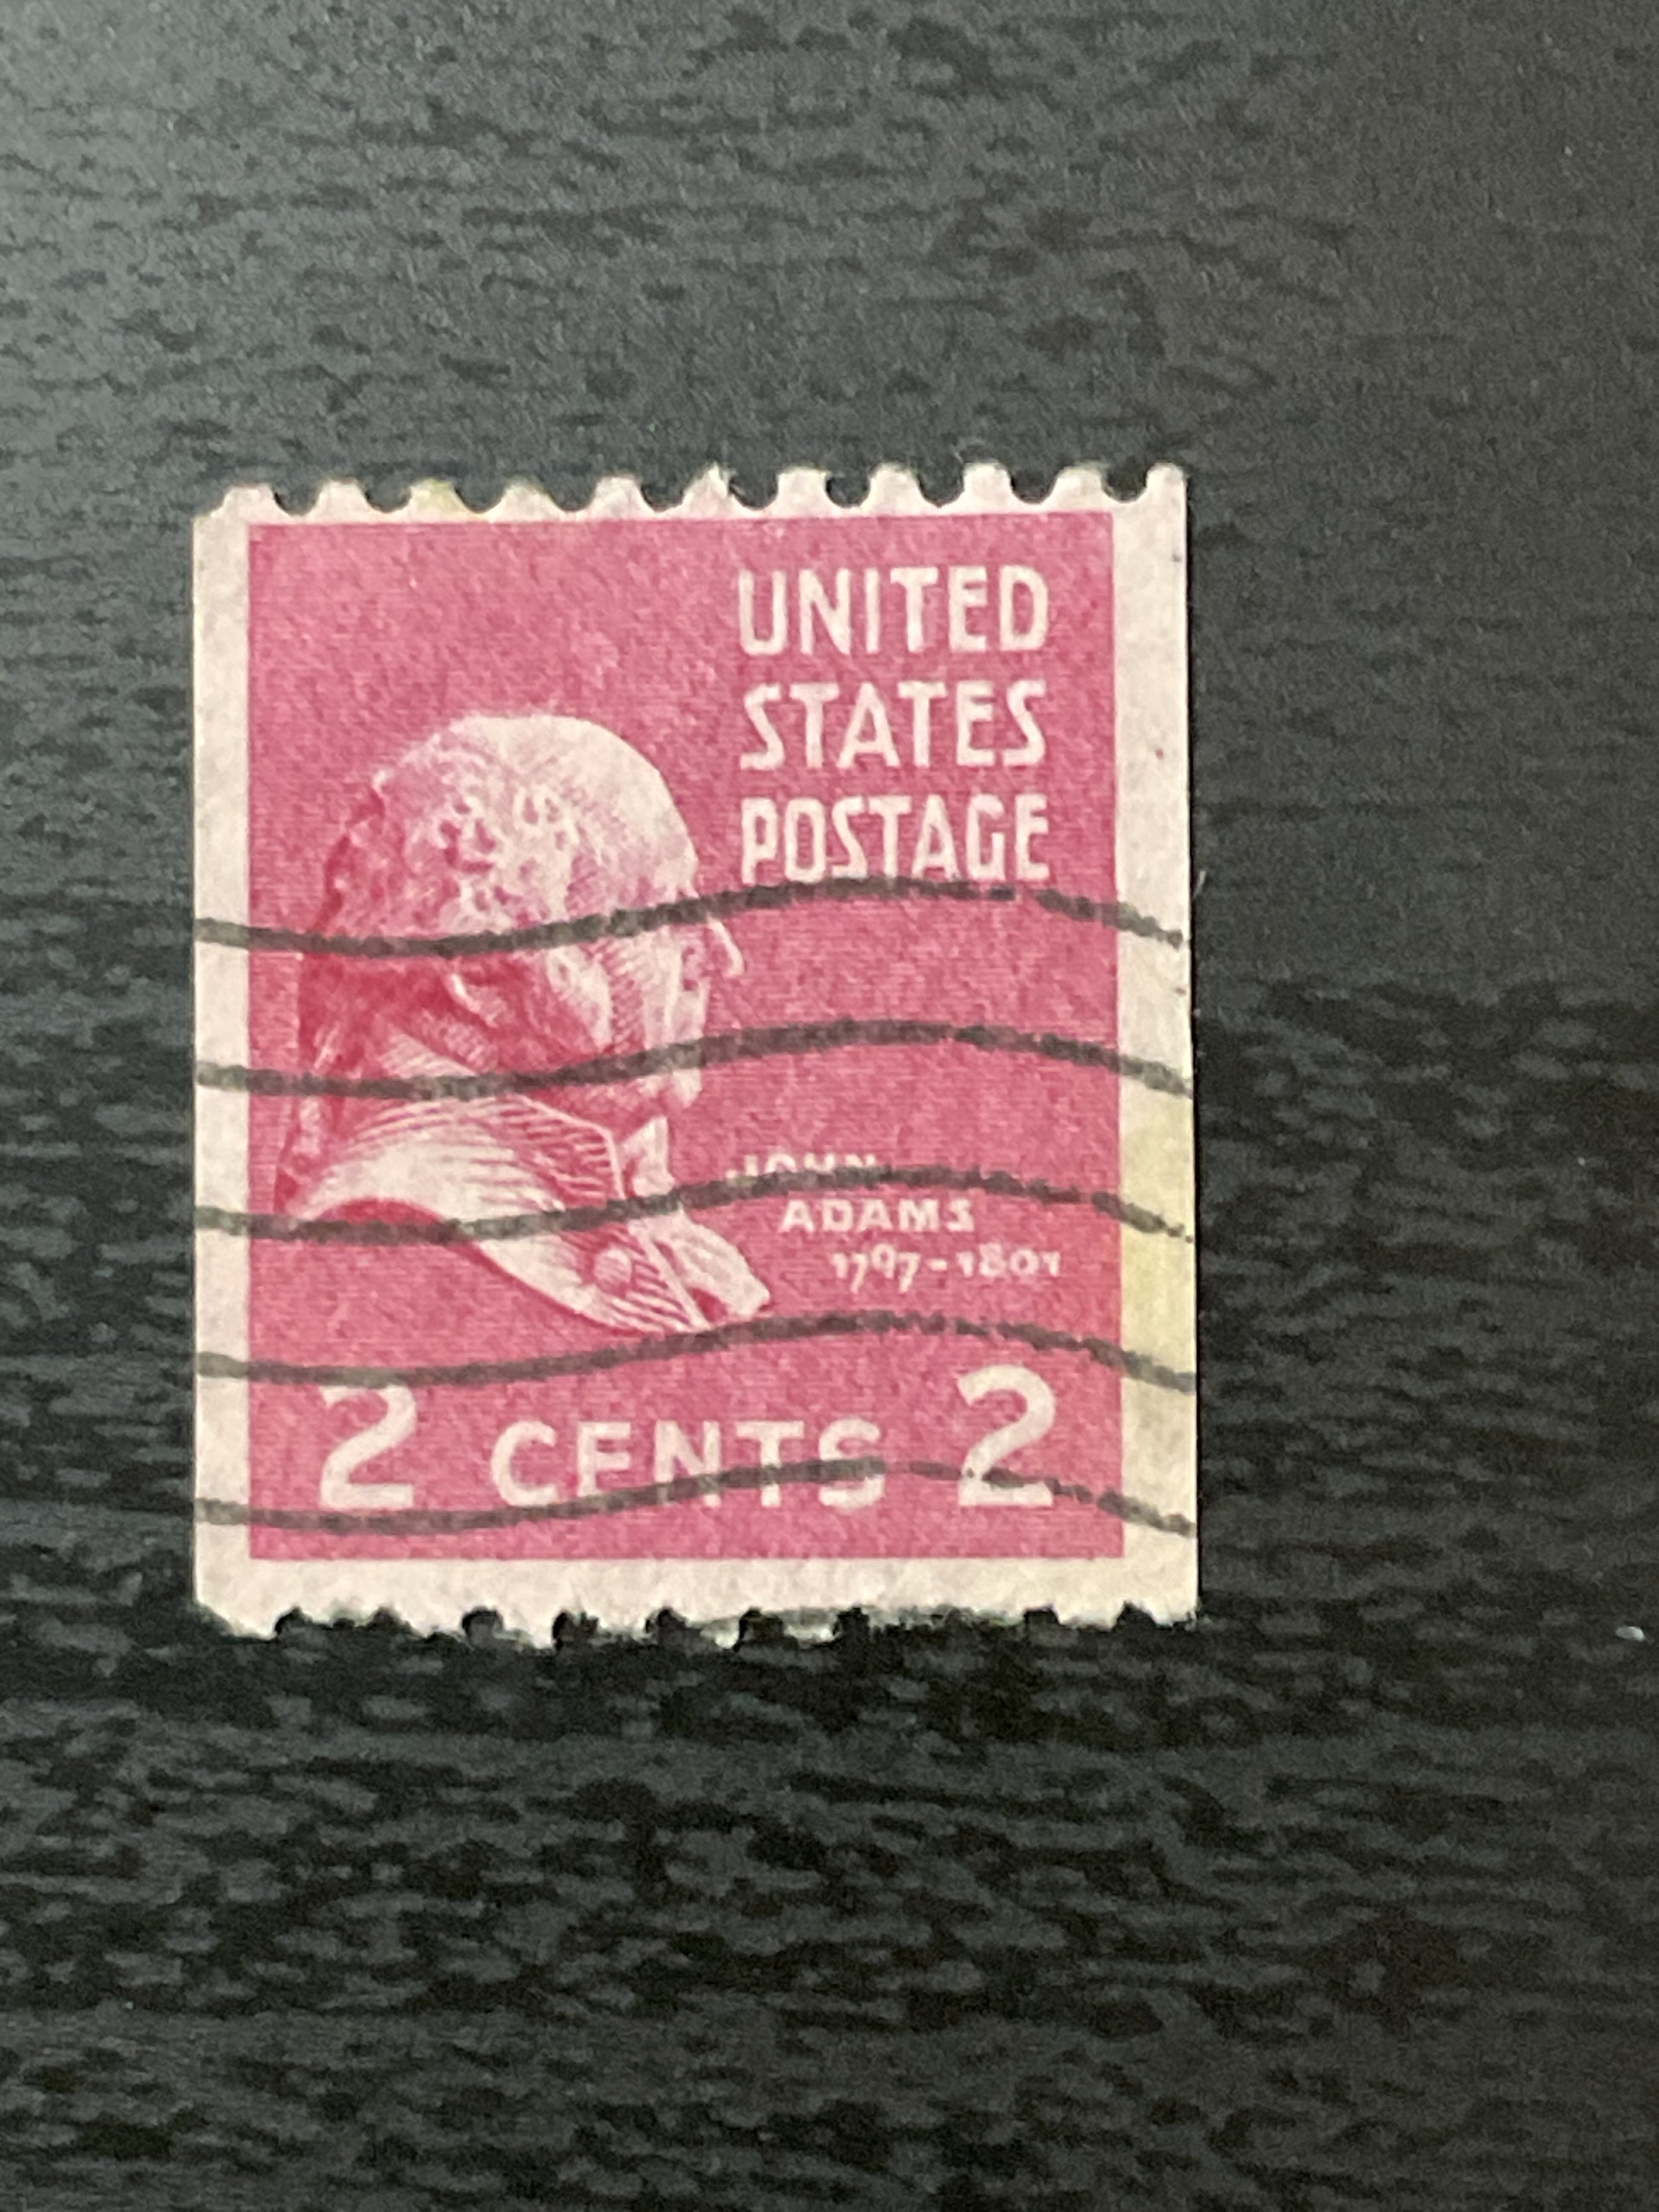 UNITED
STATES
POSTAGE
JOHN
ADAMS
1797-1801
2 CENTS 2